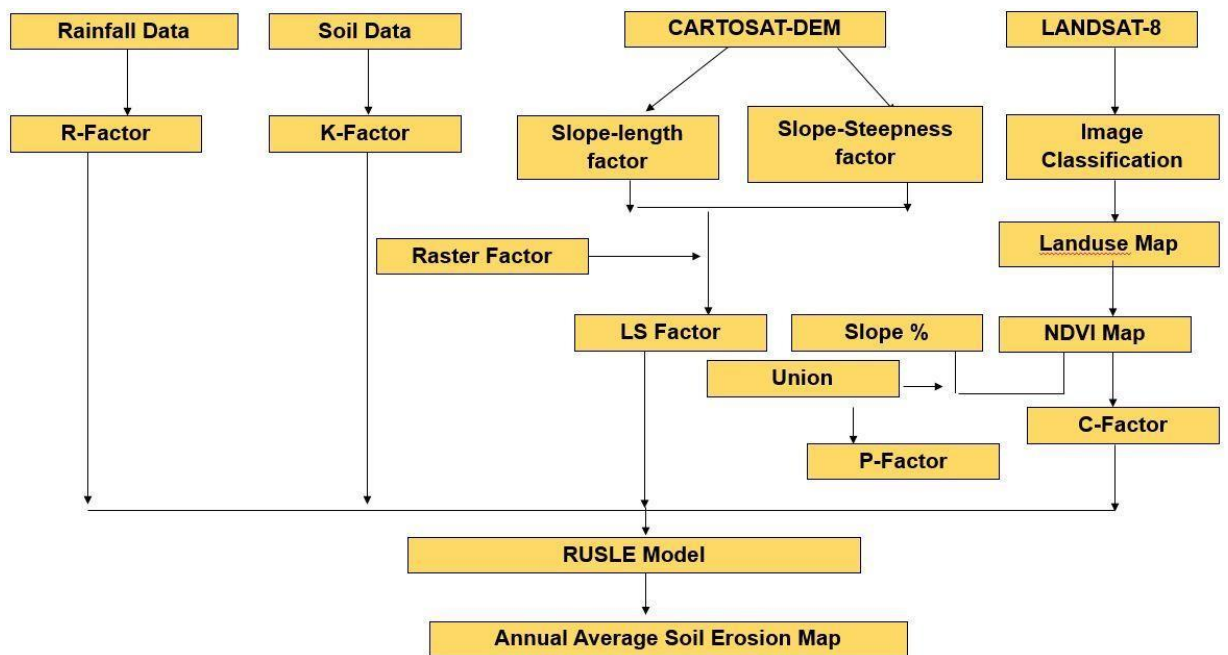 Rainfall Data
Soil Data
CARTOSAT-DEM
LANDSAT-8
R-Factor
K-Factor
Slope-length
factor
Slope-Steepness
factor
Image
Classification
Raster Factor
Landuse Map
LS Factor
Slope %
NDVI Map
Union
C-Factor
P-Factor
RUSLE Model
Annual Average Soil Erosion Map